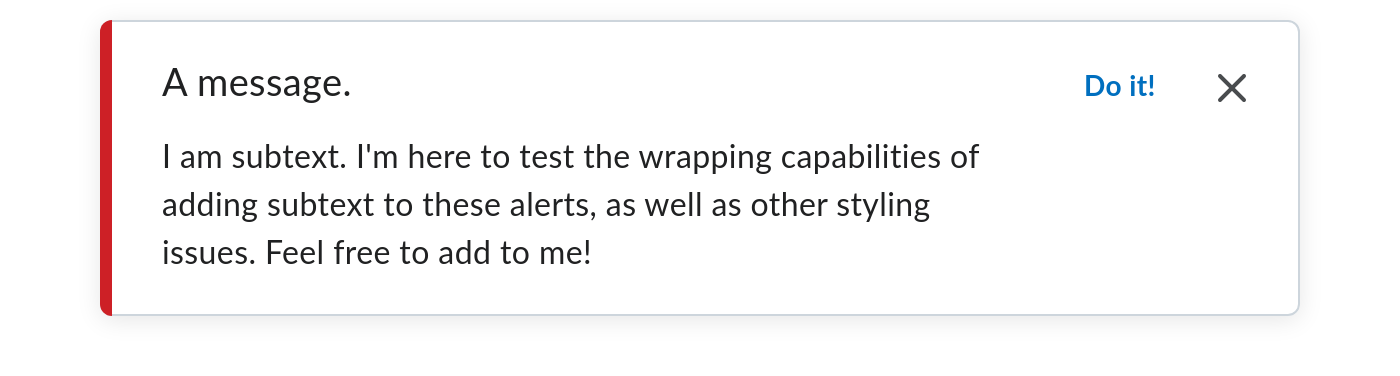 A message.
Do it!
I am subtext. I'm here to test the wrapping capabilities of
adding subtext to these alerts, as well as other styling
issues. Feel free to add to me!